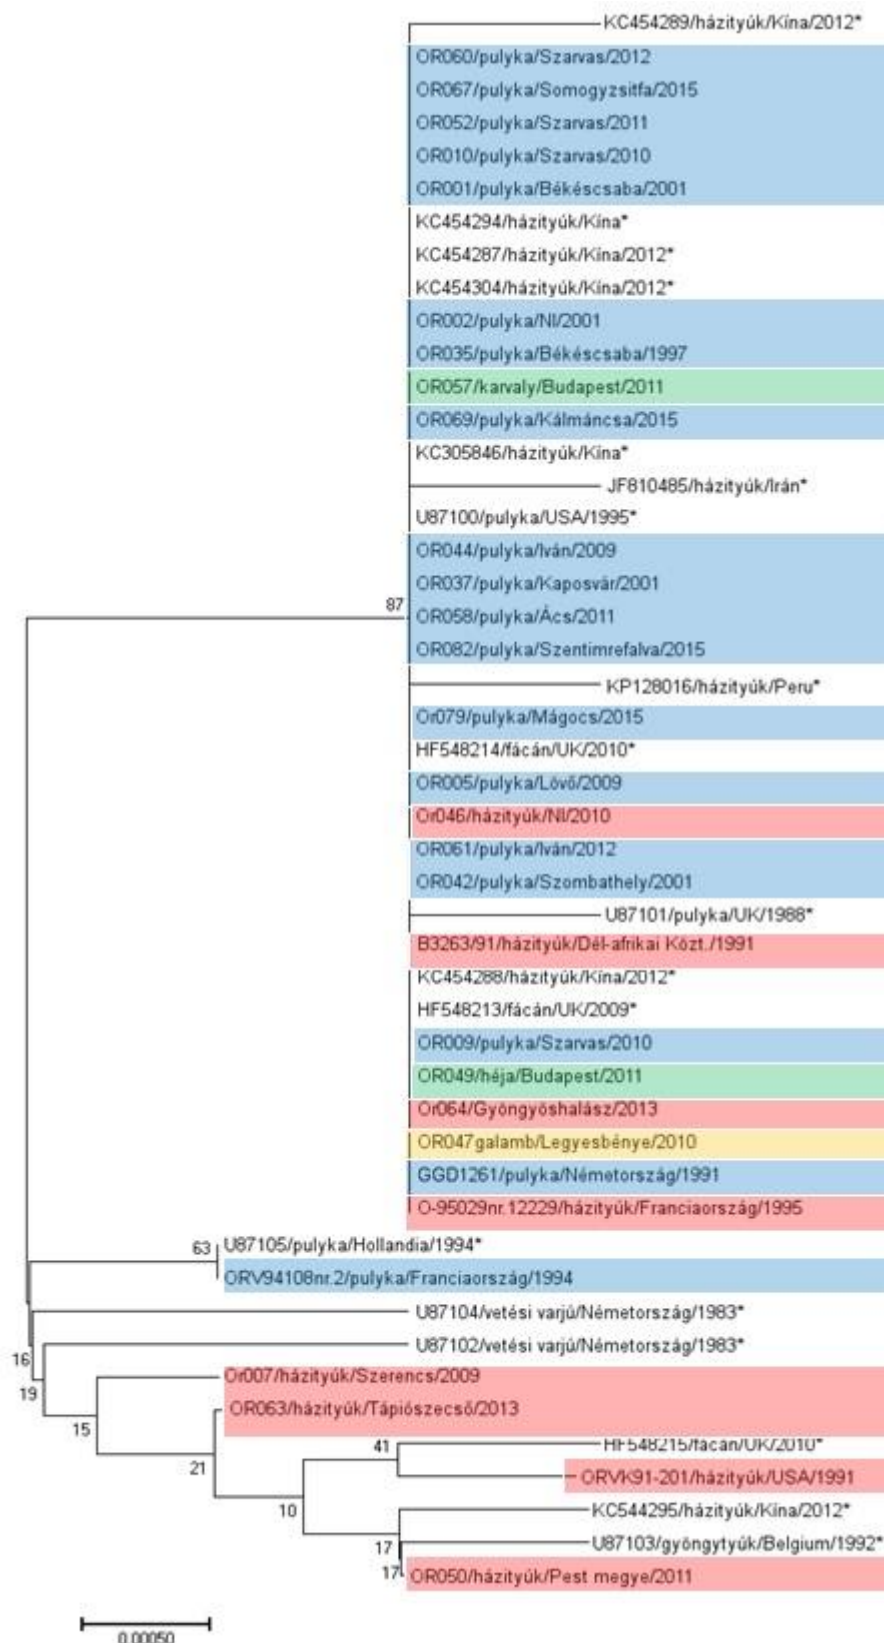 KC454289/házityúk/Kína/2012*
OR060/pulyka/Szarvas/2012
OR067/pulyka/Somogyzsitfa/2015
OR052/pulyka/Szarvas/2011
OR010/pulyka/Szarvas/2010
OR001/pulyka/Békéscsaba/2001
KC454294/házityúk/Kína*
KC454287/házityúk/Kína/2012*
KC454304/házityúk/Kína/2012*
OR002/pulyka/NI/2001
OR035/pulyka/Békéscsaba/1997
OR057/karvaly/Budapest/2011
OR069/pulyka/Kálmáncsa/2015
KC305846/házityúk/Kína*
JF810485/házityúk/Irán*
U87100/pulyka/USA/1995*
OR044/pulyka/Iván/2009
OR037/pulyka/Kaposvár/2001
87
OR058/pulyka/Ács/2011
OR082/pulyka/Szentimrefalva/2015
KP128016/házityúk/Peru*
Or079/pulyka/Mágocs/2015
HF548214/fácán/UK/2010*
OR005/pulyka/Lövő/2009
Or046/házityúk/NI/2010
OR061/pulyka/Iván/2012
OR042/pulyka/Szombathely/2001
U87101/pulyka/UK/1988*
B3263/91/házityúk/Dél-afrikai Közt./1991
KC454288/házityúk/Kína/2012*
HF548213/fácán/UK/2009*
OR009/pulyka/Szarvas/2010
OR049/héja/Budapest/2011
Or064/Gyöngyöshalász/2013
OR047galamb/Legyesbénye/2010
GGD1261/pulyka/Németország/1991
O-95029nr.12229/házityúk/Franciaország/1995
63 U87105/pulyka/Hollandia/1994*
ORV94108nr.2/pulyka/Franciaország/1994
U87104/vetési varjú/Németország/1983*
U87102/vetési varjú/Németország/1983*
16
Or007/házityúk/Szerencs/2009
19
OR063/házityúk/Tápiószecső/2013
15
41 HF548215/fácán/UK/2010*
21
ORVK91-201/házityúk/USA/1991
10
KC544295/házityúk/Kína/2012*
17 U87103/gyöngytyúk/Belgium/1992*
17 OR050/házityúk/Pest megye/2011
0.00050